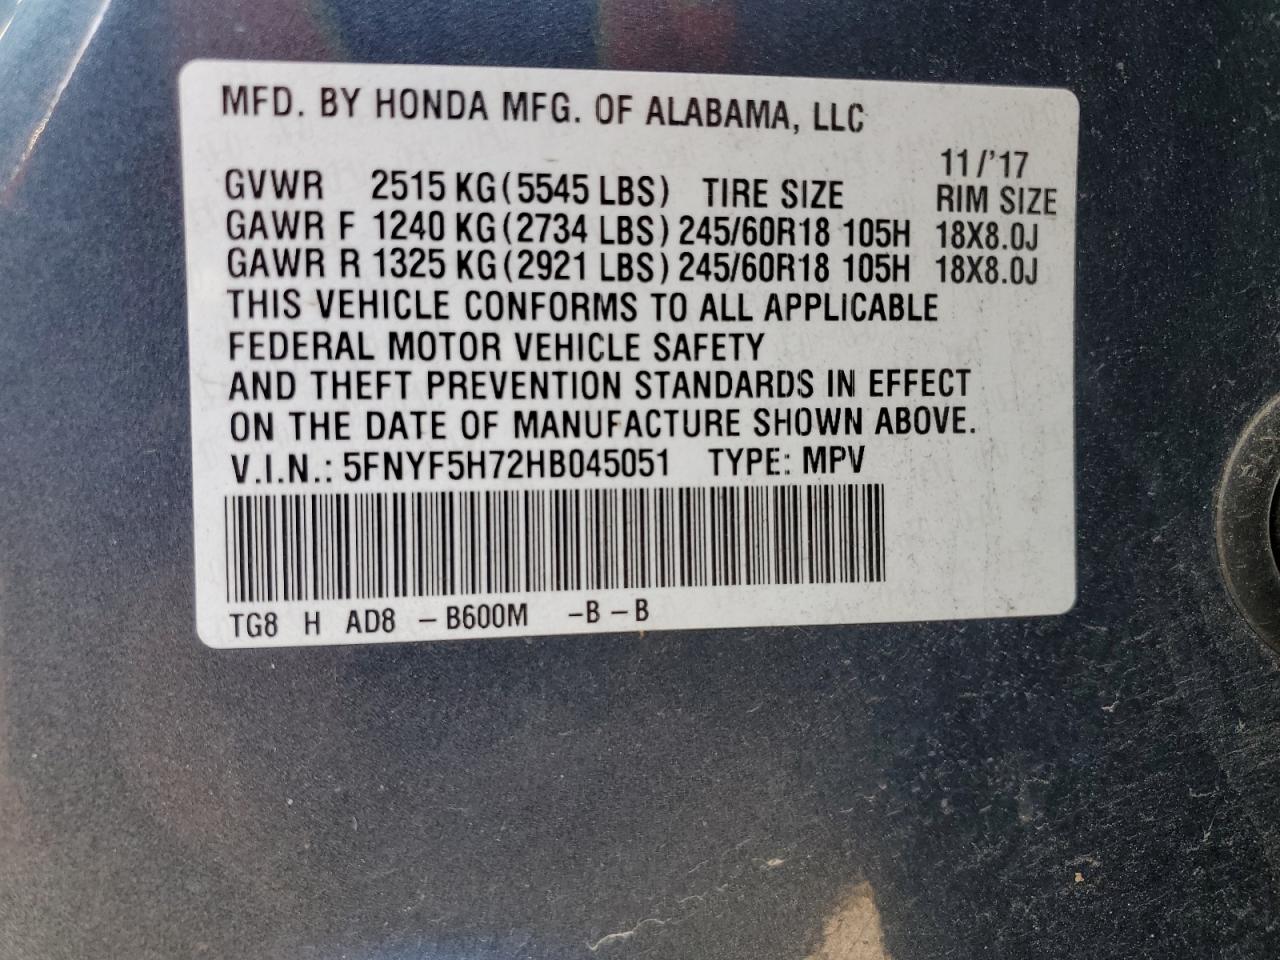 MFD. BY HONDA MFG. OF ALABAMA, LLC
11/'17
GVWR 2515 KG (5545 LBS) TIRE SIZE RIM SIZE
GAWR F 1240 KG (2734 LBS) 245/60R18 105H 18X8.0J
GAWR R 1325 KG (2921 LBS) 245/60R18 105H 18X8.0J
THIS VEHICLE CONFORMS TO ALL APPLICABLE
FEDERAL MOTOR VEHICLE SAFETY
AND THEFT PREVENTION STANDARDS IN EFFECT
ON THE DATE OF MANUFACTURE SHOWN ABOVE.
V.I.N.: 5FNYF5H72HB045051 TYPE: MPV
TG8 H AD8 – B600M –B –B